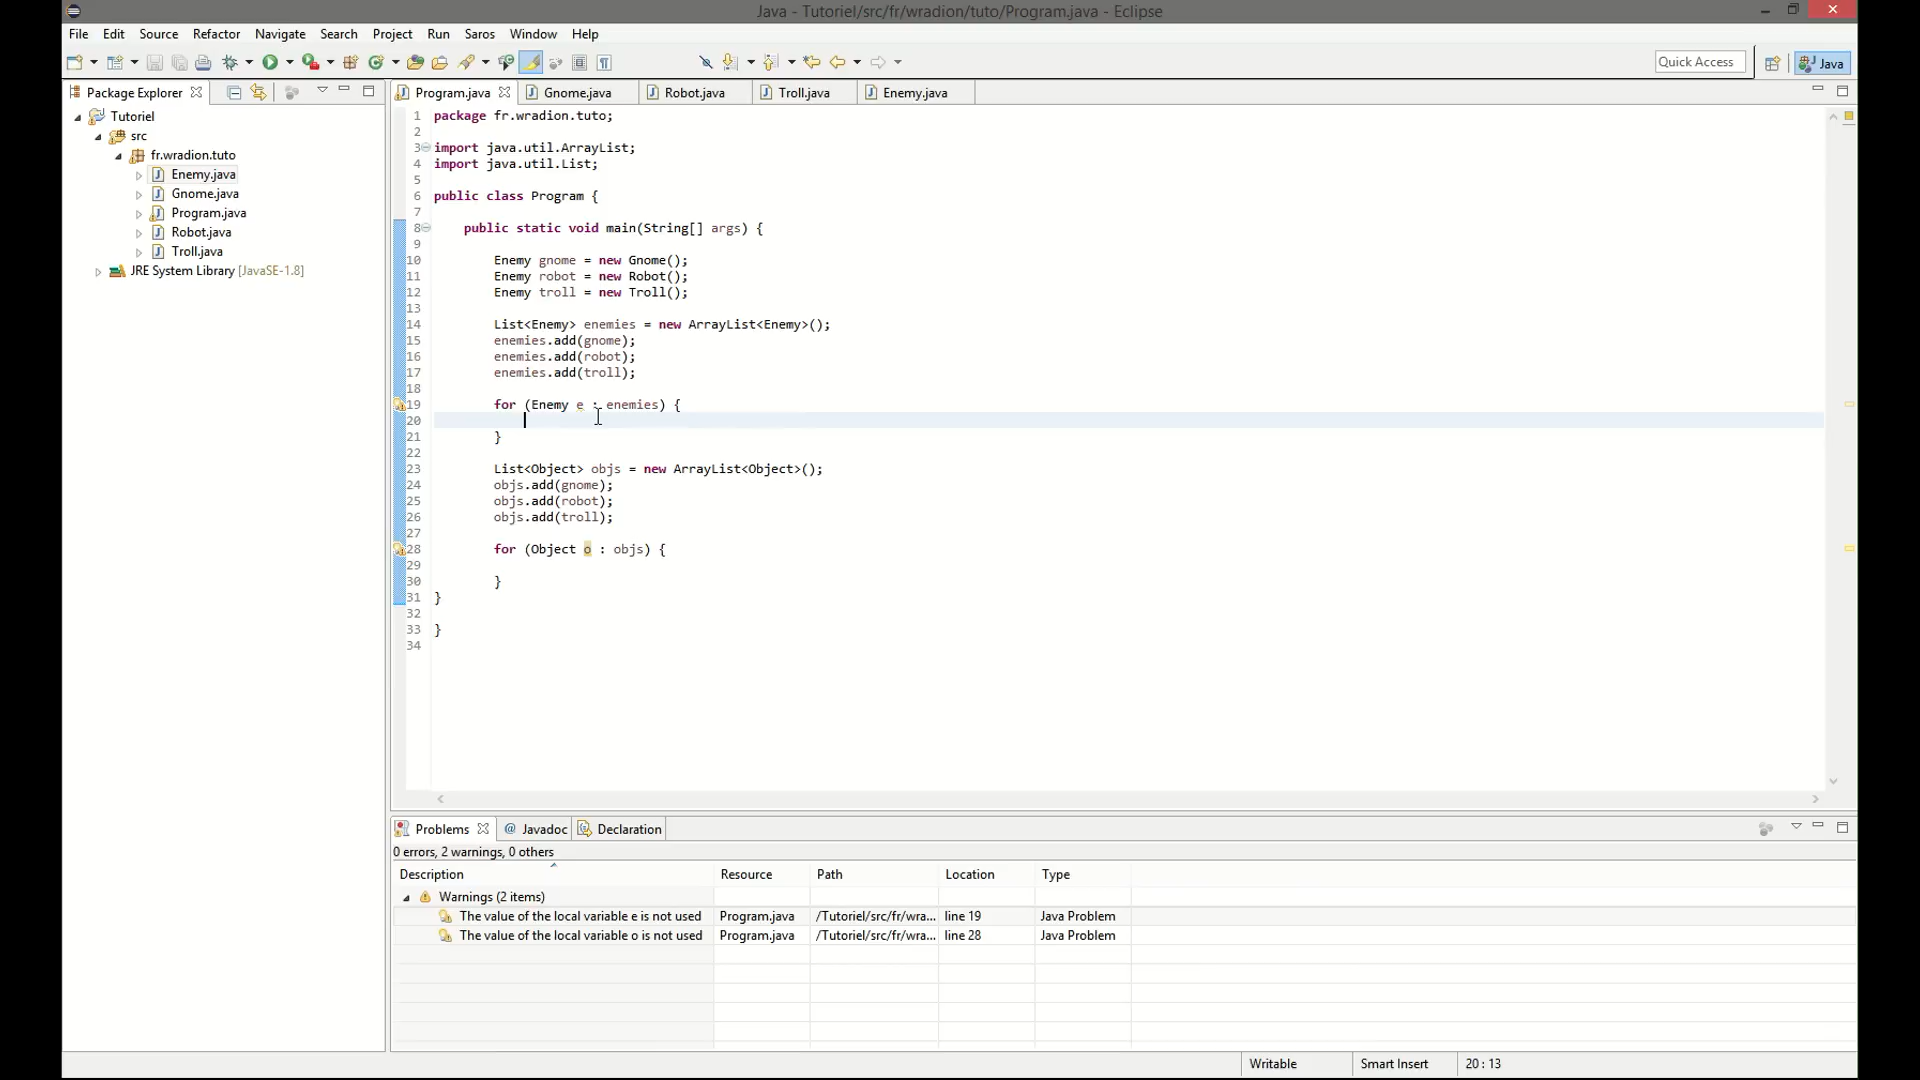 Java - Tutoriel/src/fr/wradion/tuto/Program.java - Eclipse
File Edit Source Refactor Navigate Search Project Run Saros Window Help
Quick Access Java
Package Explorer
Tutoriel
src
fr.wradion.tuto
Enemy.java
Gnome.java
Program.java
Robot.java
Troll.java
JRE System Library [JavaSE-1.8]
Program.java Gnome.java Robot.java Troll.java Enemy.java
1 package fr.wradion.tuto;
2
3 import java.util.ArrayList;
4 import java.util.List;
5
6 public class Program {
7
8 public static void main(String[] args) {
9
10 Enemy gnome = new Gnome();
11 Enemy robot = new Robot();
12 Enemy troll = new Troll();
13
14 List<Enemy> enemies = new ArrayList<Enemy>();
15 enemies.add(gnome);
16 enemies.add(robot);
17 enemies.add(troll);
18
19 for (Enemy e : enemies) {
20
21 }
22
23 List<Object> objs = new ArrayList<Object>();
24 objs.add(gnome);
25 objs.add(robot);
26 objs.add(troll);
27
28 for (Object o : objs) {
29
30 }
31 }
32
33 }
34
Problems @ Javadoc Declaration
0 errors, 2 warnings, 0 others
Description Resource Path Location Type
Warnings (2 items)
The value of the local variable e is not used Program.java /Tutoriel/src/fr/wra... line 19 Java Problem
The value of the local variable o is not used Program.java /Tutoriel/src/fr/wra... line 28 Java Problem
Writable Smart Insert 20 : 13